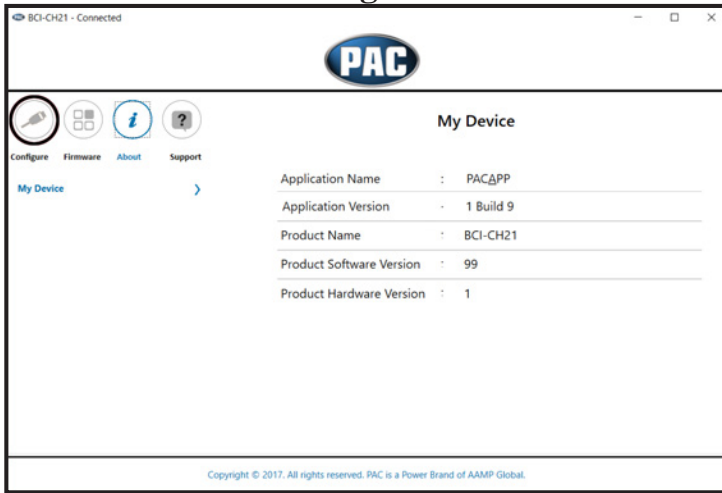 BCI-CH21 - Connected
PAC
Configure Firmware About Support
My Device
My Device
Application Name : PACAPP
Application Version - 1 Build 9
Product Name : BCI-CH21
Product Software Version : 99
Product Hardware Version : 1
Copyright © 2017. All rights reserved. PAC is a Power Brand of AAMP Global.